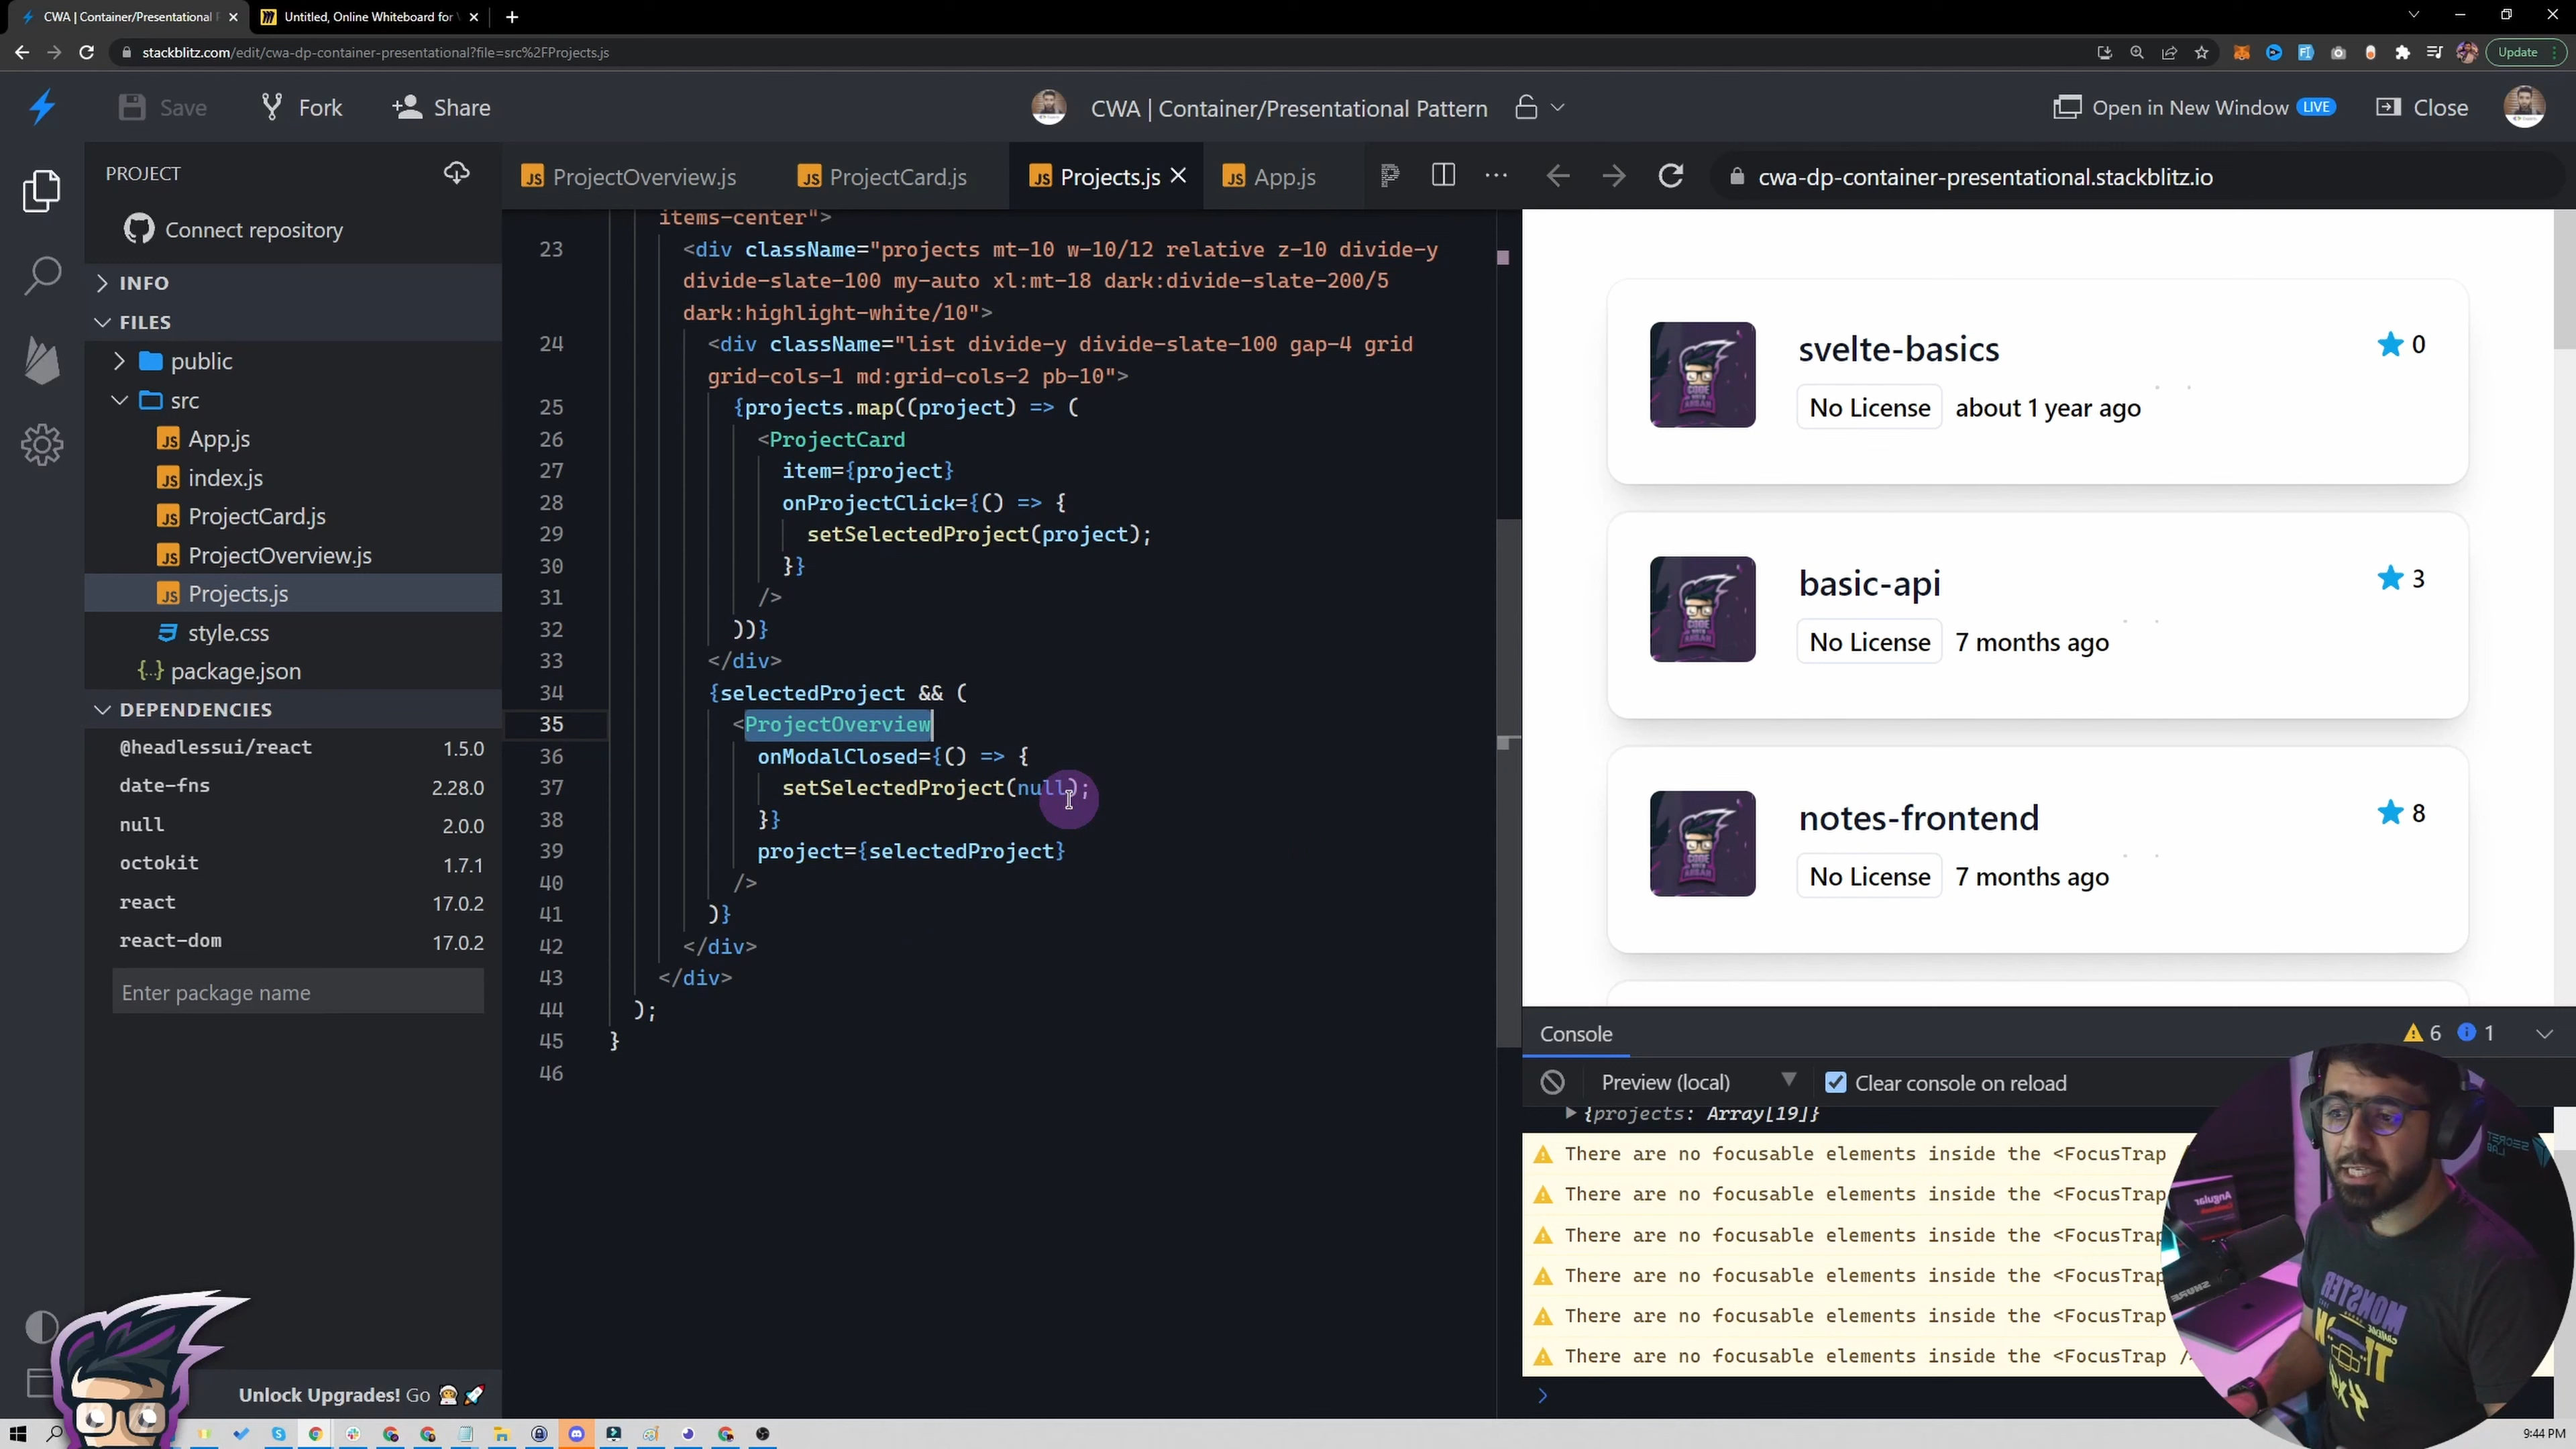 CWA | Container/Presentational P
Untitled, Online Whiteboard for
stackblitz.com/edit/cwa-dp-container-presentational?file=src%2FProjects.js
Update
Save
Fork
Share
CWA | Container/Presentational Pattern
Open in New Window LIVE
Close
PROJECT
Connect repository
INFO
FILES
public
src
App.js
index.js
ProjectCard.js
ProjectOverview.js
Projects.js
style.css
package.json
DEPENDENCIES
@headlessui/react 1.5.0
date-fns 2.28.0
null 2.0.0
octokit 1.7.1
react 17.0.2
react-dom 17.0.2
Enter package name
Unlock Upgrades! Go
ProjectOverview.js
ProjectCard.js
Projects.js
App.js
items-center">
23 <div className="projects mt-10 w-10/12 relative z-10 divide-y
divide-slate-100 my-auto xl:mt-18 dark:divide-slate-200/5
dark:highlight-white/10">
24 <div className="list divide-y divide-slate-100 gap-4 grid
grid-cols-1 md:grid-cols-2 pb-10">
25 {projects.map((project) => (
26 <ProjectCard
27 item={project}
28 onProjectClick={() => {
29 setSelectedProject(project);
30 }}
31 />
32 ))}
33 </div>
34 {selectedProject && (
35 <ProjectOverview
36 onModalClosed={() => {
37 setSelectedProject(null);
38 }}
39 project={selectedProject}
40 />
41 )}
42 </div>
43 </div>
44 );
45 }
46
cwa-dp-container-presentational.stackblitz.io
svelte-basics
0
No License about 1 year ago
basic-api
3
No License 7 months ago
notes-frontend
8
No License 7 months ago
Console
6 1
Preview (local)
Clear console on reload
{projects: Array[19]}
There are no focusable elements inside the <FocusTrap
There are no focusable elements inside the <FocusTrap
There are no focusable elements inside the <FocusTrap
There are no focusable elements inside the <FocusTrap
There are no focusable elements inside the <FocusTrap
There are no focusable elements inside the <FocusTrap /
MONSTER
9:44 PM